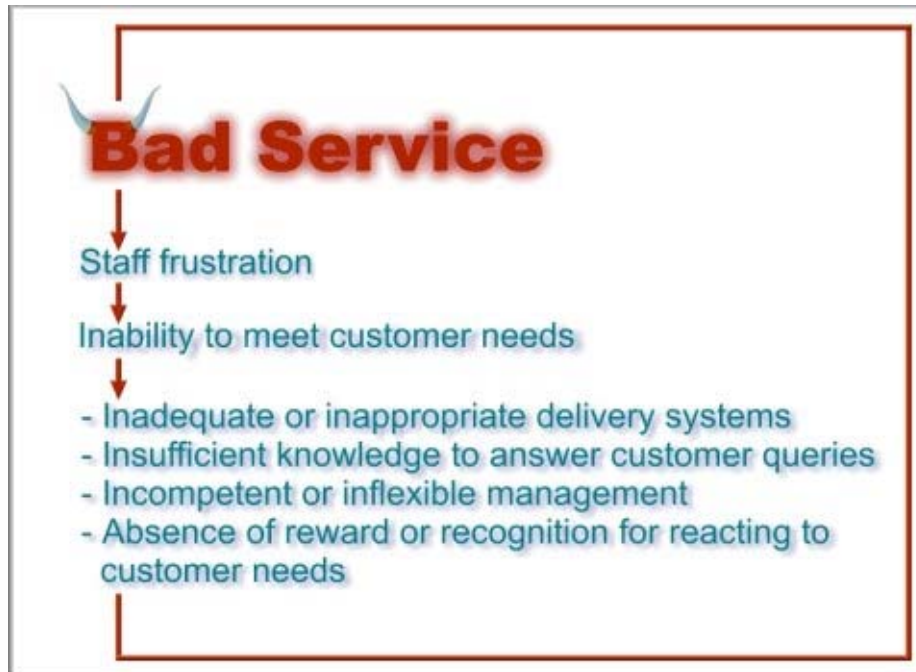 Bad Service
Staff frustration
Inability to meet customer needs
- Inadequate or inappropriate delivery systems
- Insufficient knowledge to answer customer queries
- Incompetent or inflexible management
- Absence of reward or recognition for reacting to
customer needs